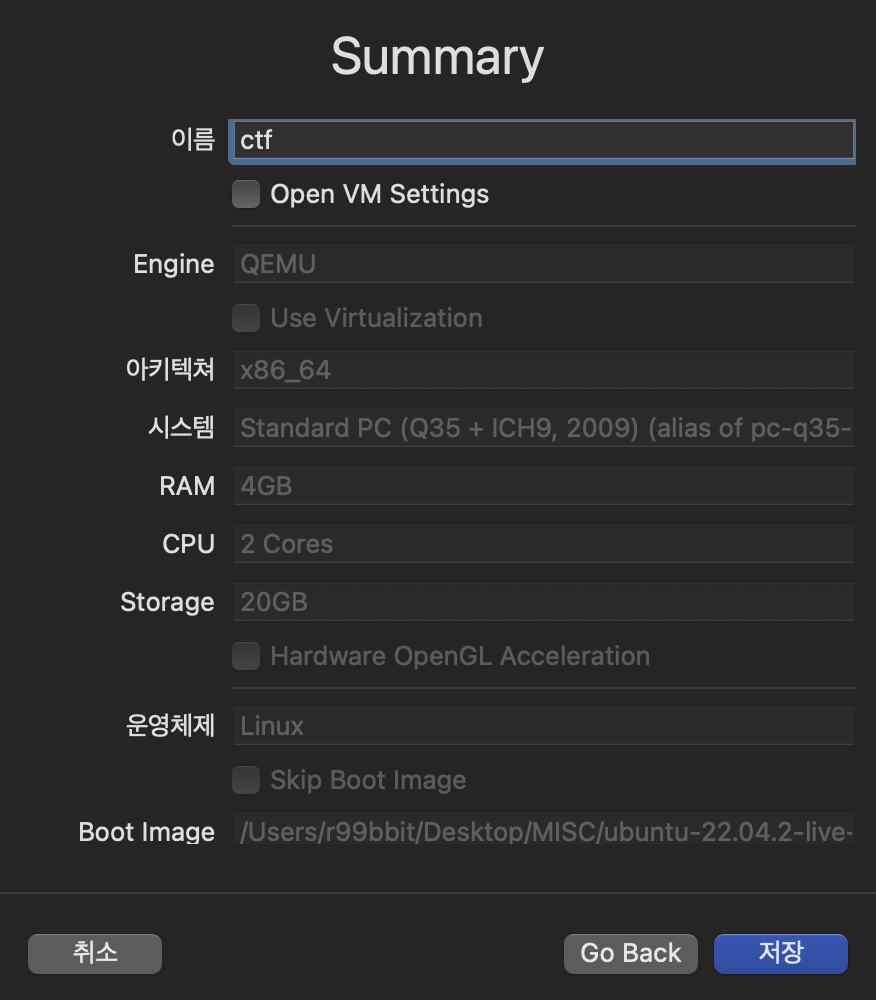 Summary
이름 ctf
Open VM Settings
Engine QEMU
Use Virtualization
아키텍쳐 x86_64
시스템 Standard PC (Q35 + ICH9, 2009) (alias of pc-q35-
RAM 4GB
CPU 2 Cores
Storage 20GB
Hardware OpenGL Acceleration
운영체제 Linux
Skip Boot Image
Boot Image /Users/r99bbit/Desktop/MISC/ubuntu-22.04.2-live-
취소 Go Back 저장